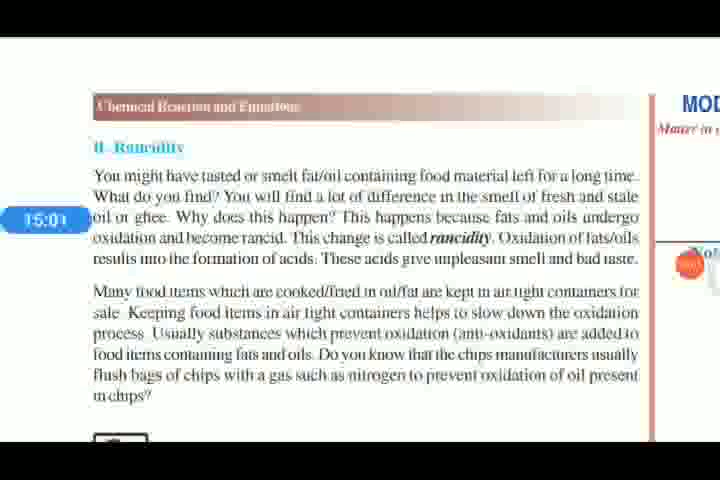 Chemical Reaction and Equations
MOD
Matter in
II Rancidity
You might have tasted or smelt fat/oil containing food material left for a long time.
What do you find? You will find a lot of difference in the smell of fresh and stale
15:01
oil or ghee. Why does this happen? This happens because fats and oils undergo
oxidation and become rancid. This change is called rancidity. Oxidation of fats/oils
Not
results into the formation of acids. These acids give unpleasant smell and bad taste.
Many food items which are cooked/fried in oil/fat are kept in air tight containers for
sale. Keeping food items in air tight containers helps to slow down the oxidation
process. Usually substances which prevent oxidation (anti-oxidants) are added to
food items containing fats and oils. Do you know that the chips manufacturers usually
flush bags of chips with a gas such as nitrogen to prevent oxidation of oil present
in chips?